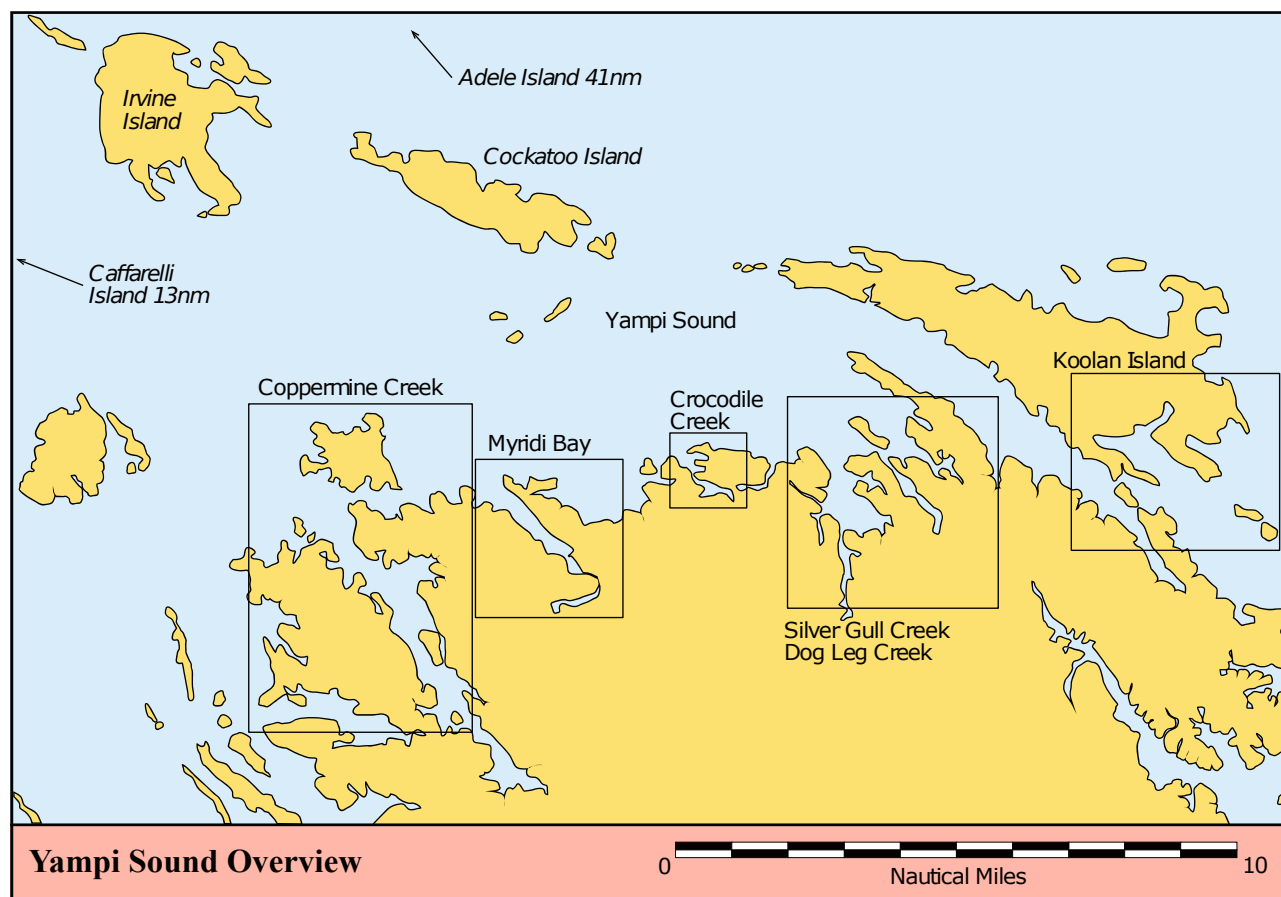 Adele Island 41nm
Irvine
Island
Cockatoo Island
Caffarelli
Island 13nm
Yampi Sound
Koolan Island
Coppermine Creek
Crocodile
Creek
Myridi Bay
Silver Gull Creek
Dog Leg Creek
Yampi Sound Overview
0
10
Nautical Miles